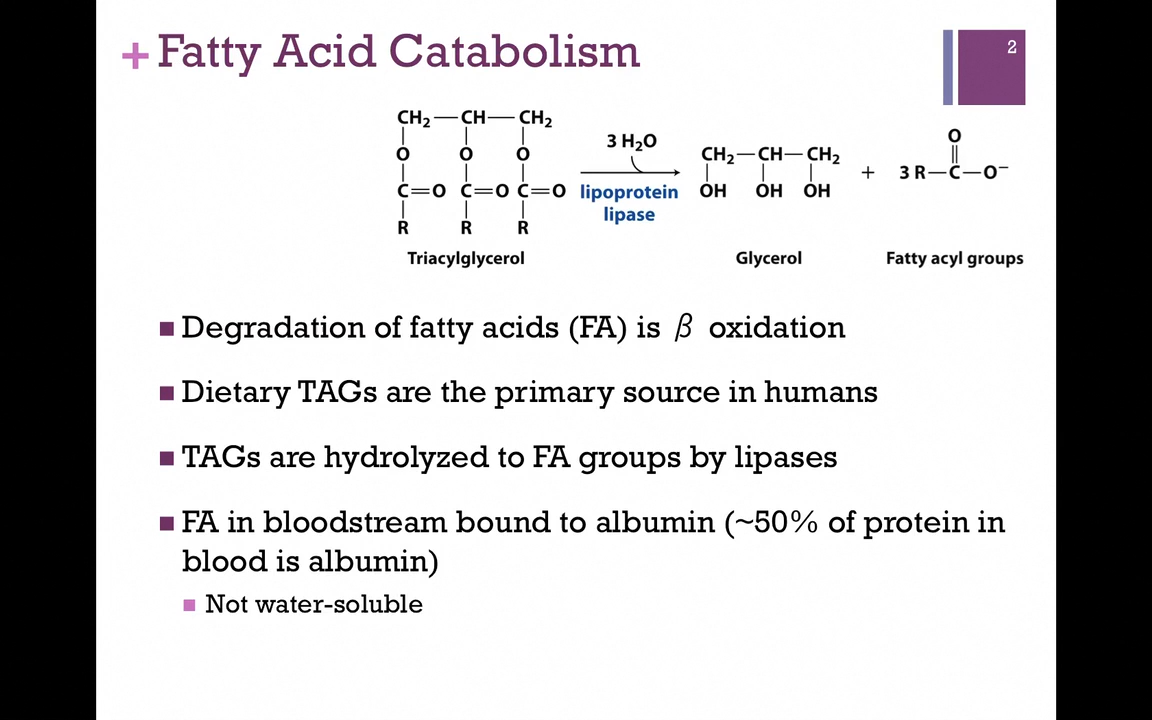 + Fatty Acid Catabolism
2
CH₂—CH—CH₂
O O O
C=O C=O C=O
R R R
Triacylglycerol
3 H₂O
lipoprotein
lipase
CH₂—CH—CH₂
OH OH OH
Glycerol
+
O
3 R—C—O⁻
Fatty acyl groups
Degradation of fatty acids (FA) is β oxidation
Dietary TAGs are the primary source in humans
TAGs are hydrolyzed to FA groups by lipases
FA in bloodstream bound to albumin (~50% of protein in
blood is albumin)
Not water-soluble